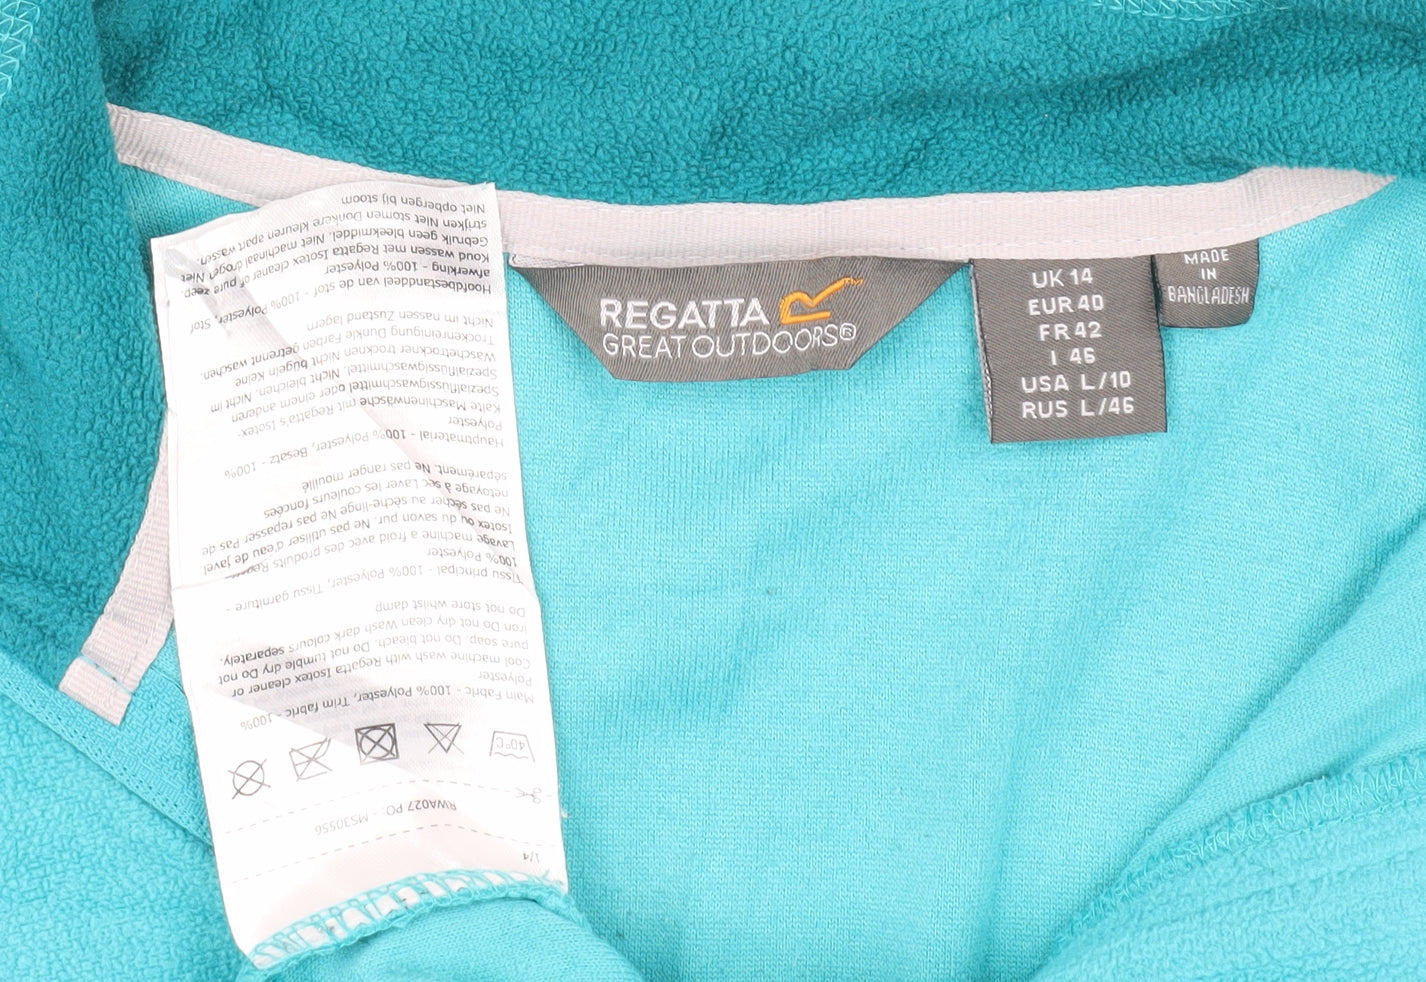 REGATTA
GREAT OUTDOORS®
UK 14
EUR 40
FR 42
I 46
USA L/10
RUS L/46
MADE
IN
BANGLADESH
1/4
RWA027 PO: - MS30556
40°C
Main Fabric - 100% Polyester, Trim fabric - 100%
Polyester
Cool machine wash with Regatta Isotex cleaner or
pure soap. Do not bleach. Do not tumble dry Do not
iron Do not dry clean Wash dark colours separately.
Do not store whilst damp
Tissu principal - 100% Polyester, Tissu garniture -
100% Polyester
Lavage machine a froid avec des produits Regatta
Isotex ou du savon pur. Ne pas d'utiliser d'eau de javel
Ne pas sécher au sèche-linge Ne pas repasser Pas de
nettoyage à sec Laver les couleurs foncées
séparément. Ne pas ranger mouillé
Hauptmaterial - 100% Polyester, Besatz - 100%
Polyester
Kalte Maschinenwäsche mit Regatta's Isotex-
Spezialflüssigwaschmittel oder einem anderen
Spezialflüssigwaschmittel. Nicht bleichen. Nicht im
Wäschetrockner trocknen Nicht bügeln Keine
Trockenreinigung Dunkle Farben getrennt waschen.
Nicht im nassen Zustand lagern
Hoofdbestanddeel van de stof - 100% Polyester, Stof
afwerking - 100% Polyester
Koud wassen met Regatta Isotex cleaner of pure zeep.
Gebruik geen bleekmiddel. Niet machinaal drogen Niet
strijken Niet stomen Donkere kleuren apart wassen.
Niet opbergen bij stoom